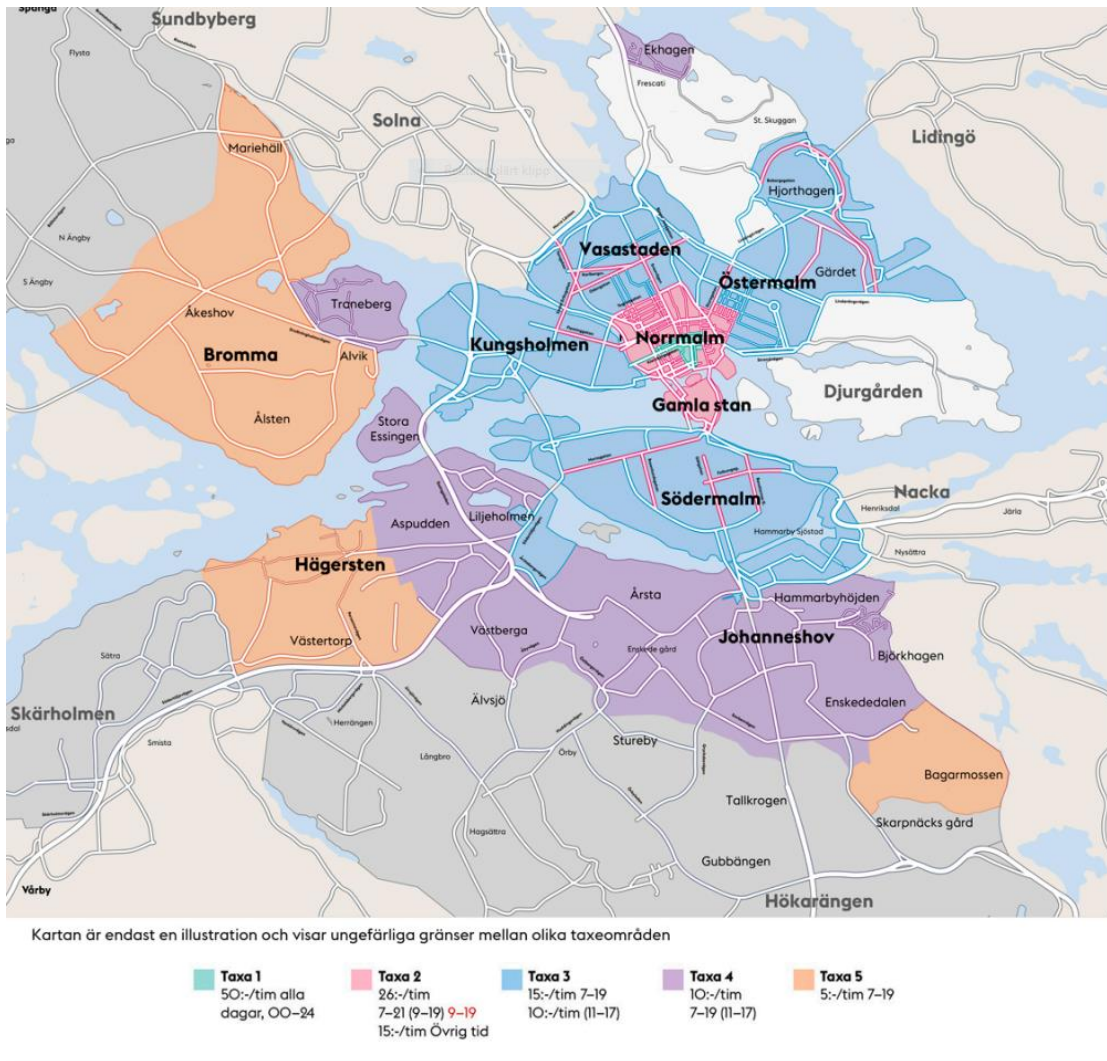 Spånga
Sundbyberg
Flysta
Ekhagen
Frescati
Solna
St. Skuggan
Lidingö
Mariehäll
Hjorthagen
N Ängby
Vasastaden
S Ängby
Östermalm
Gärdet
Traneberg
Åkeshov
Norrmalm
Kungsholmen
Bromma
Alvik
Djurgården
Gamla stan
Ålsten
Stora
Essingen
Södermalm
Nacka
Henriksdal
Järla
Aspudden
Liljeholmen
Hammarby Sjöstad
Nysättra
Hägersten
Årsta
Hammarbyhöjden
Västertorp
Västberga
Johanneshov
Enskede gård
Björkhagen
Sätra
Älvsjö
Enskededalen
Skärholmen
Herrängen
Smista
Stureby
Långbro
Örby
Bagarmossen
Tallkrogen
Skarpnäcks gård
Hagsättra
Gubbängen
Vårby
Hökarängen
Kartan är endast en illustration och visar ungefärliga gränser mellan olika taxeområden
Taxa 1
50:-/tim alla
dagar, 00–24
Taxa 2
26:-/tim
7–21 (9–19) 9–19
15:-/tim Övrig tid
Taxa 3
15:-/tim 7–19
10:-/tim (11–17)
Taxa 4
10:-/tim
7–19 (11–17)
Taxa 5
5:-/tim 7–19